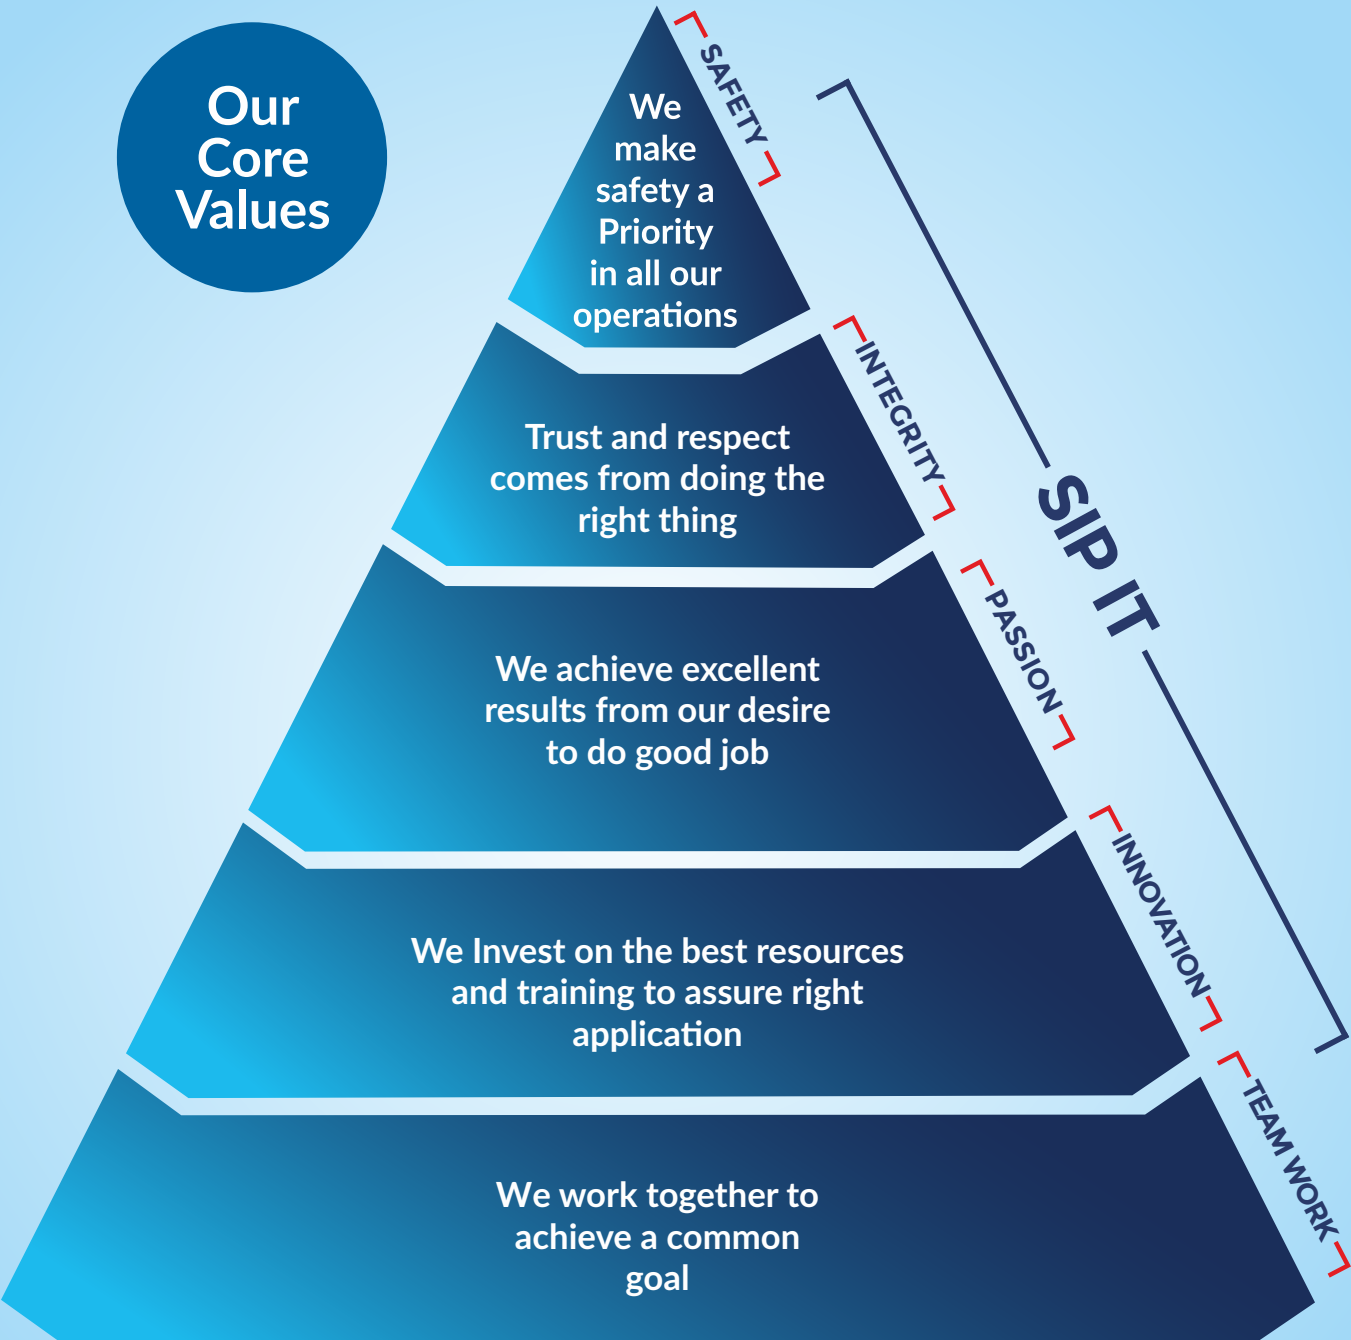 Our
Core
Values
We
make
safety a
Priority
in all our
operations
SAFETY
Trust and respect
comes from doing the
right thing
INTEGRITY
SIP IT
We achieve excellent
results from our desire
to do good job
PASSION
We Invest on the best resources
and training to assure right
application
INNOVATION
We work together to
achieve a common
goal
TEAM WORK